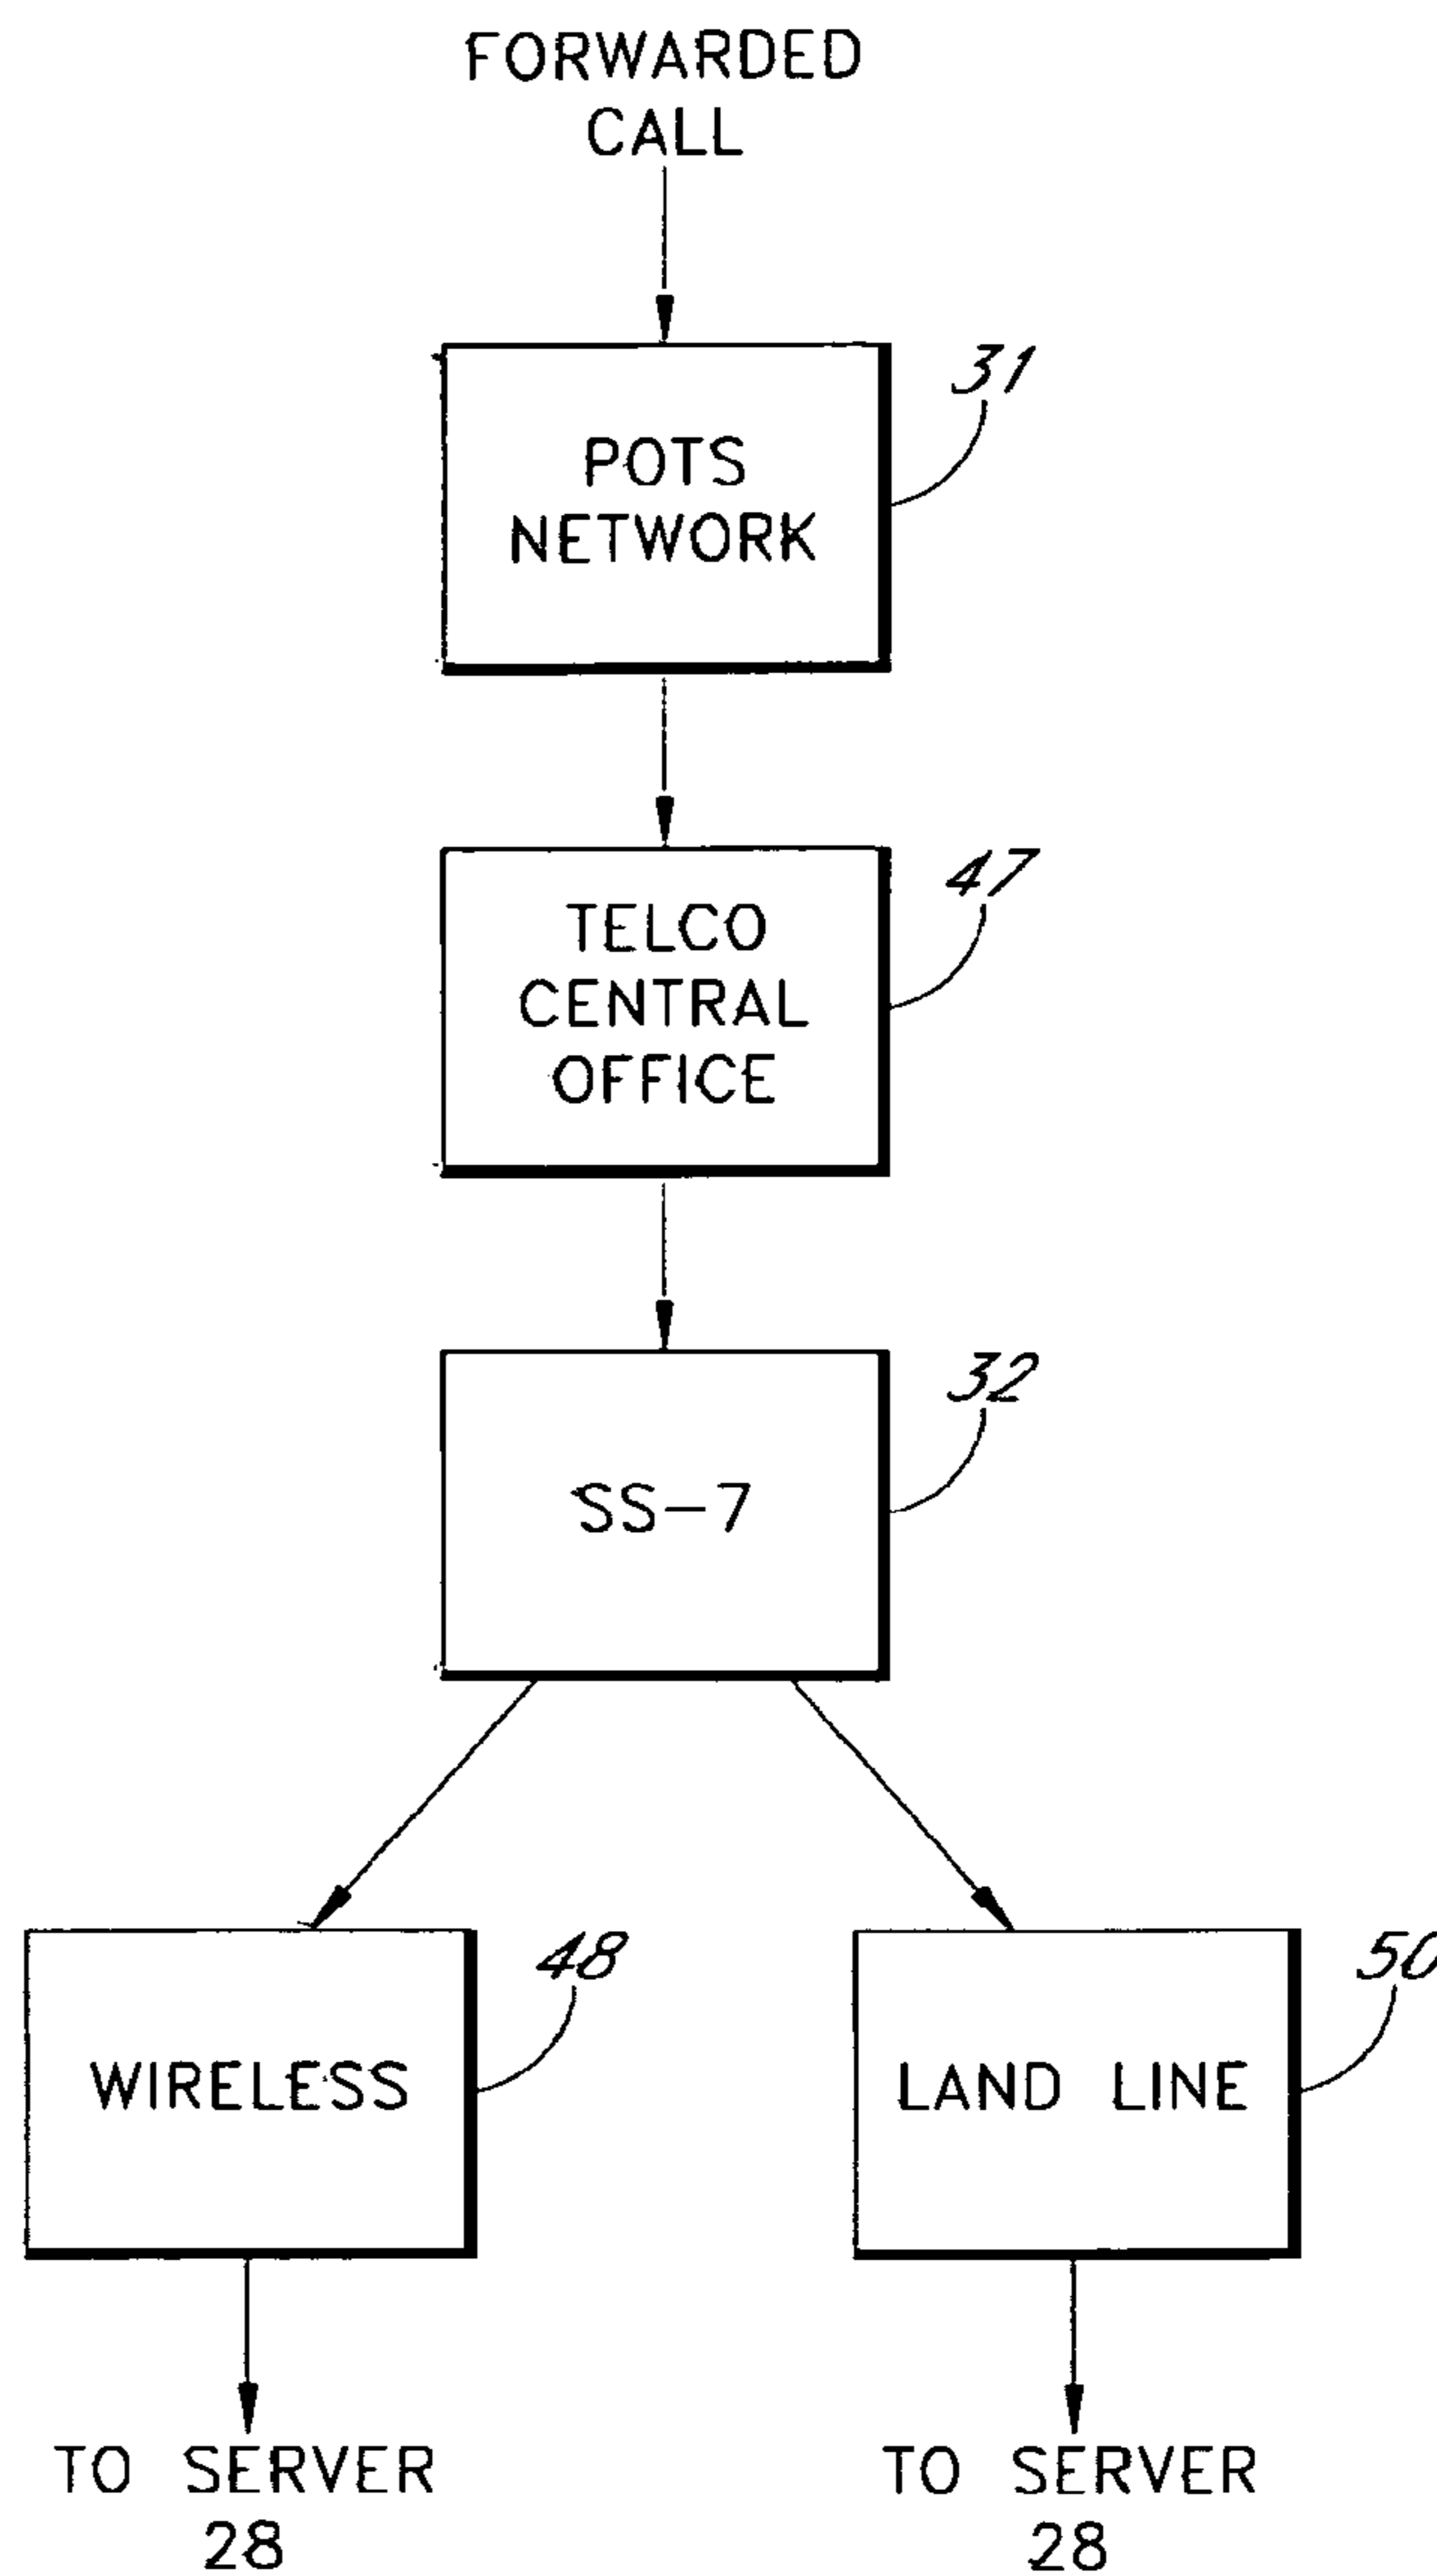 FORWARDED
CALL
31
POTS
NETWORK
47
TELCO
CENTRAL
OFFICE
32
SS-7
48
50
WIRELESS
LAND LINE
TO SERVER
28
TO SERVER
28